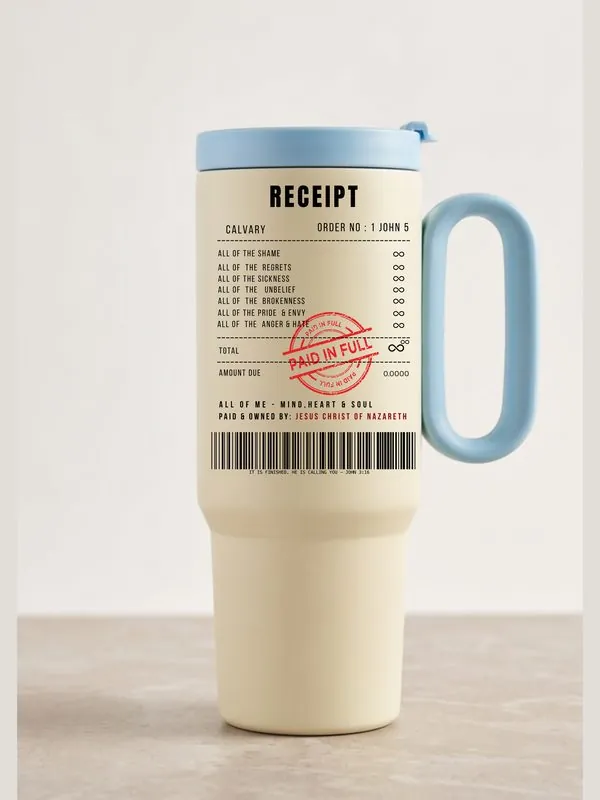 RECEIPT
CALVARY ORDER NO : 1 JOHN 5
ALL OF THE SHAME ∞
ALL OF THE REGRETS ∞
ALL OF THE SICKNESS ∞
ALL OF THE UNBELIEF ∞
ALL OF THE BROKENNESS ∞
ALL OF THE PRIDE & ENVY ∞
ALL OF THE ANGER & HATE ∞
PAID IN FULL
PAID IN FULL
PAID IN FULL
TOTAL ∞∞
AMOUNT DUE 0.0000
ALL OF ME - MIND,HEART & SOUL
PAID & OWNED BY: JESUS CHRIST OF NAZARETH
IT IS FINISHED. HE IS CALLING YOU – JOHN 3:16